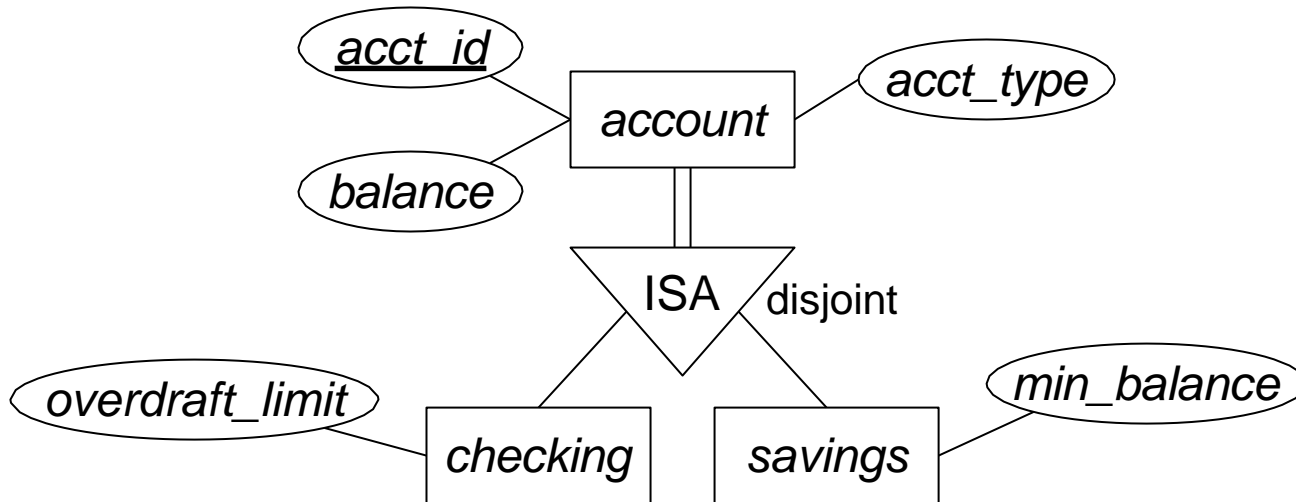 acct_id
acct_type
account
balance
ISA
disjoint
overdraft_limit
min_balance
checking
savings